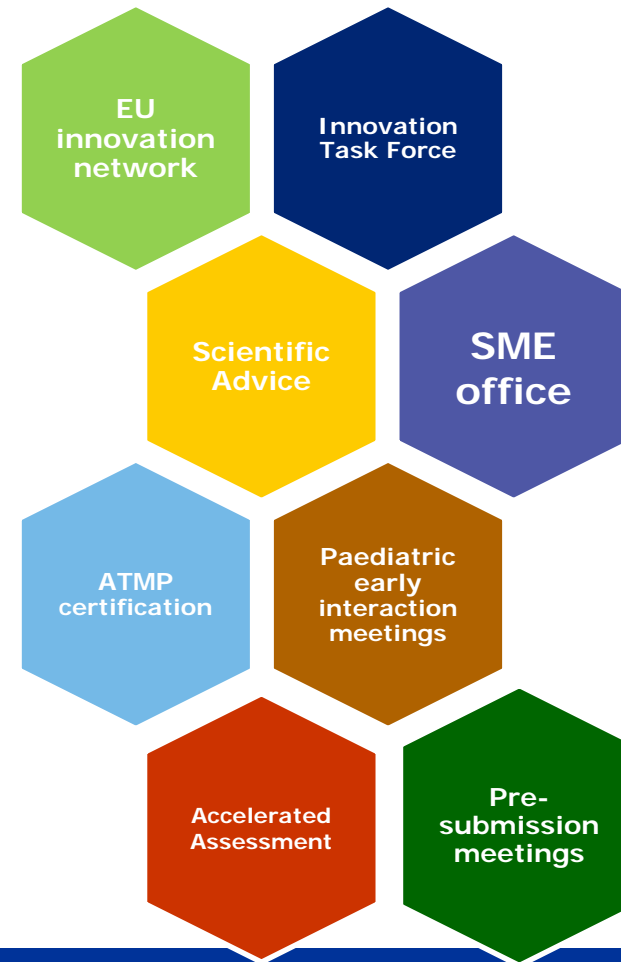 EU
innovation
network
Innovation
Task Force
Scientific
Advice
SME
office
ATMP
certification
Paediatric
early
interaction
meetings
Accelerated
Assessment
Pre-
submission
meetings